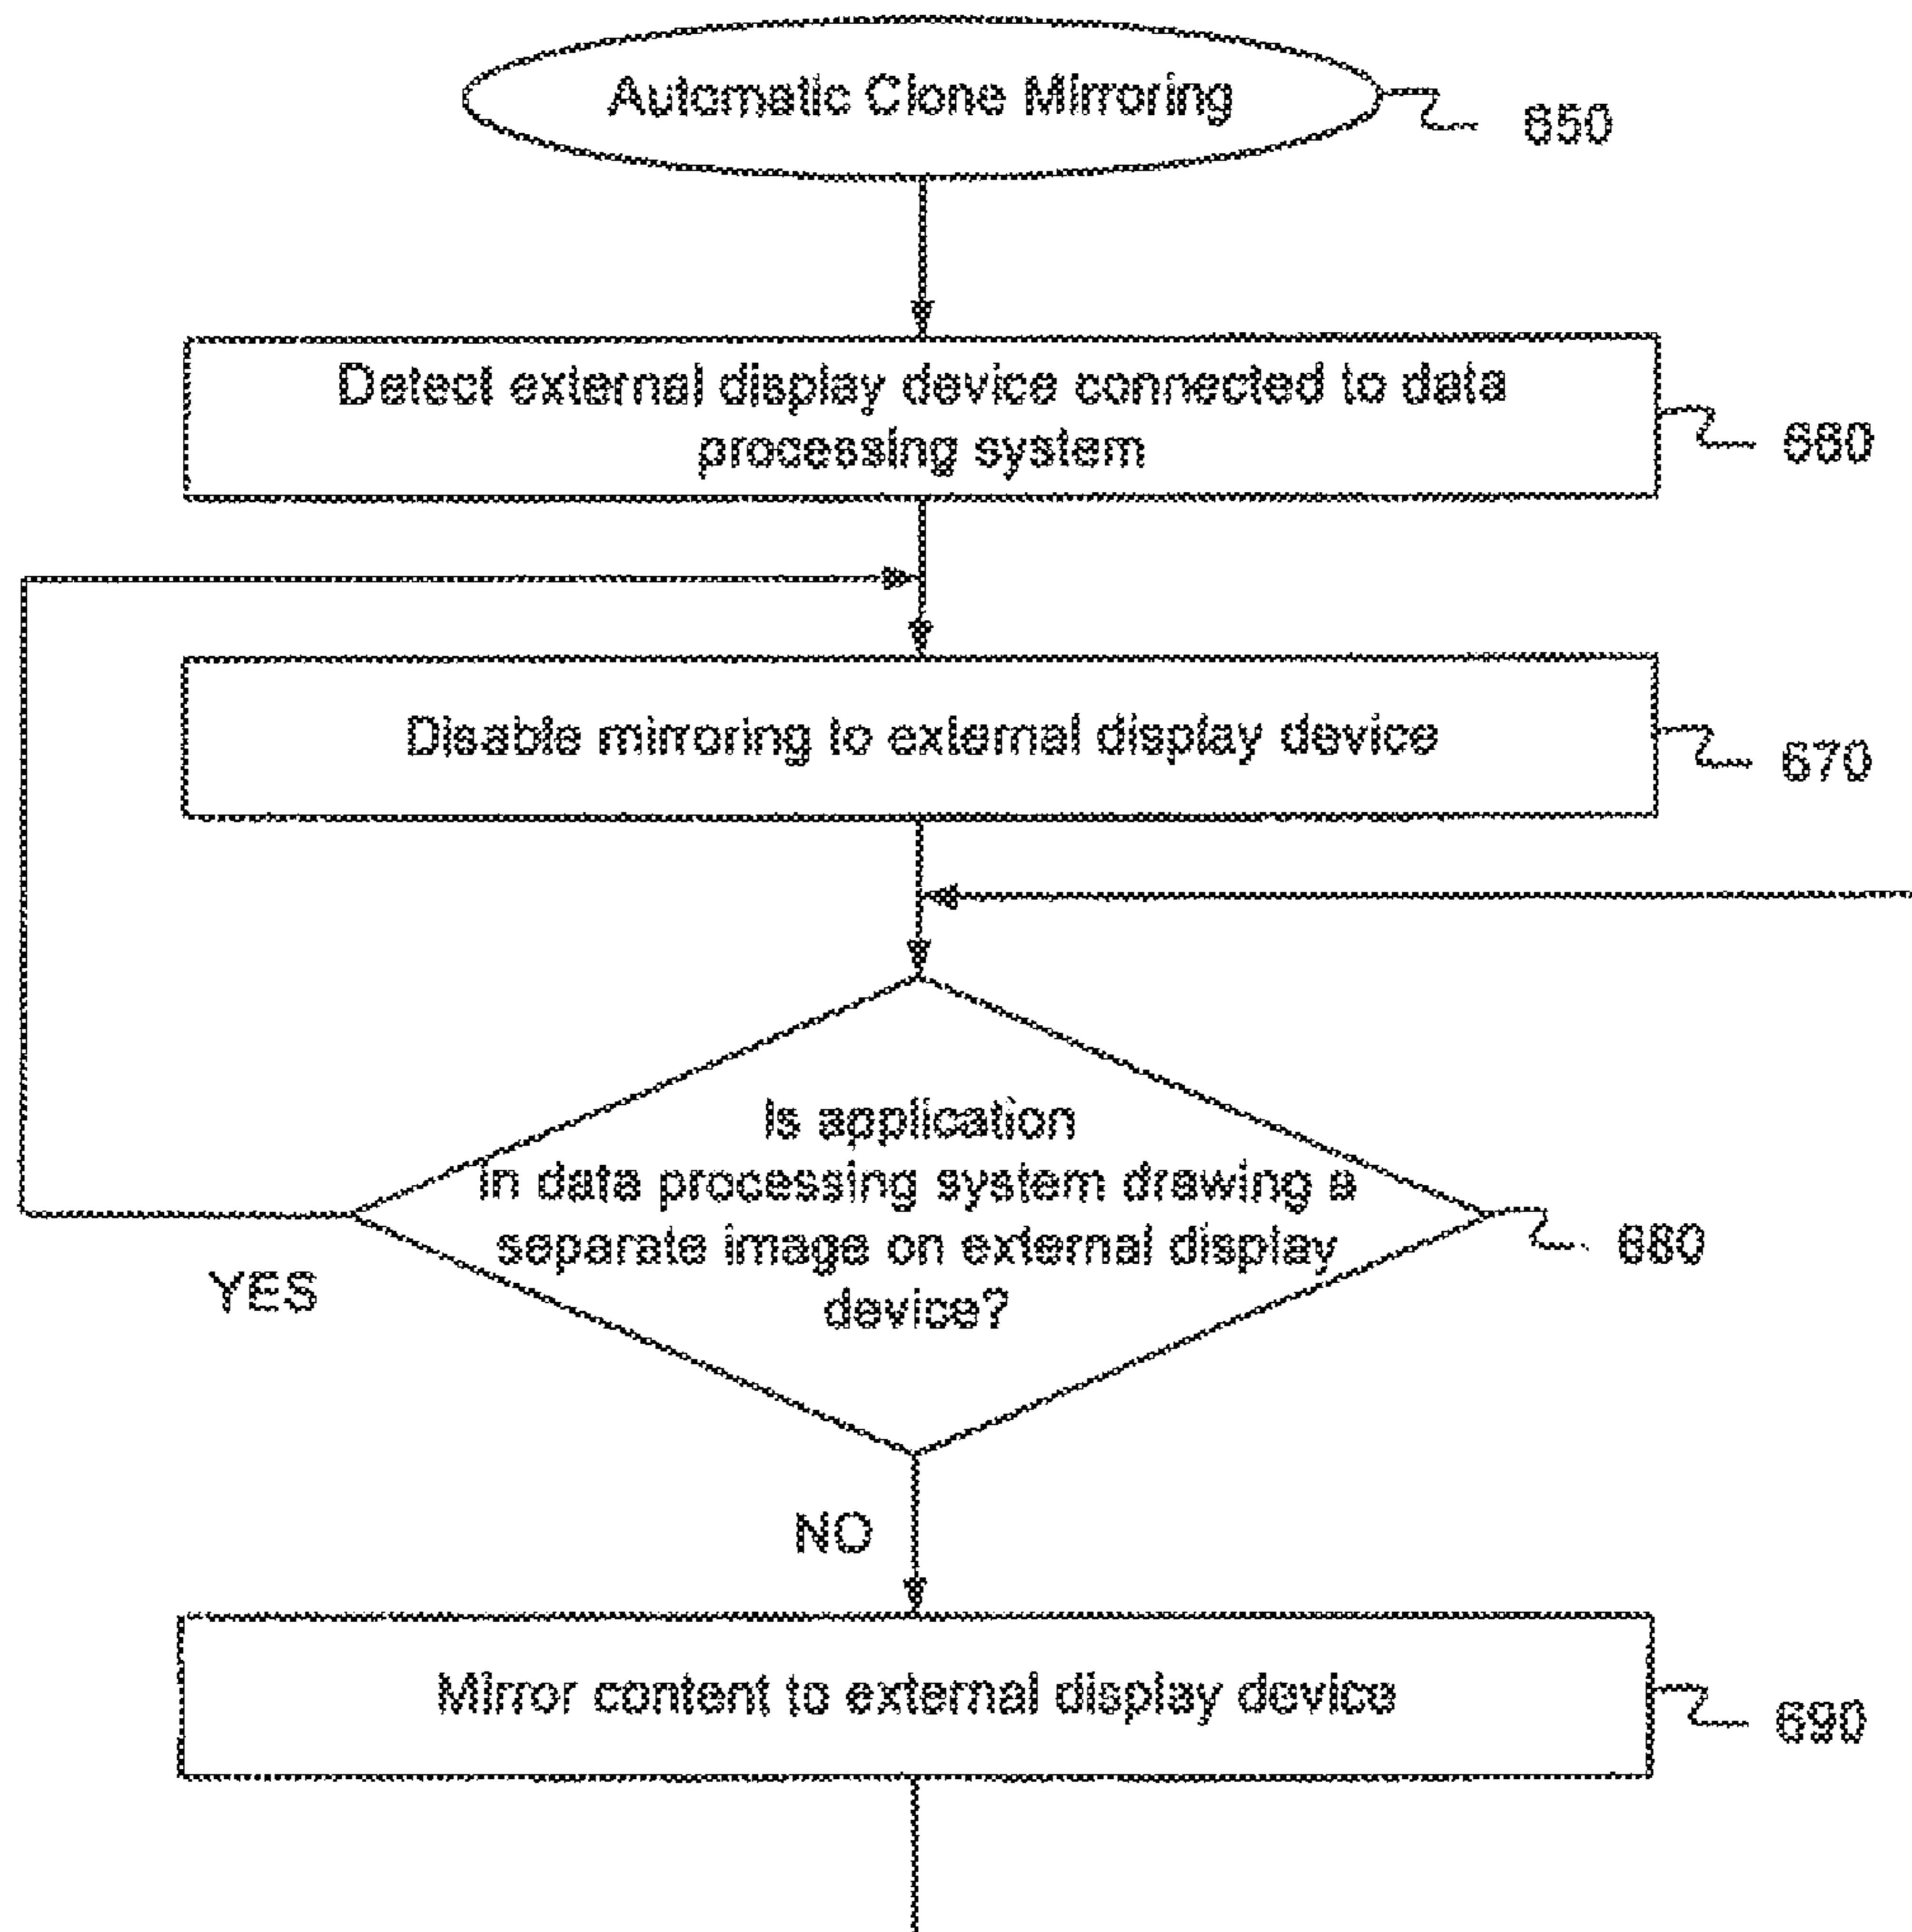 Automatic Clone Mirroring
650
Detect external display device connected to data
processing system
660
Disable mirroring to external display device
670
Is application
in data processing system drawing a
separate image on external display
device?
680
YES
NO
Mirror content to external display device
690